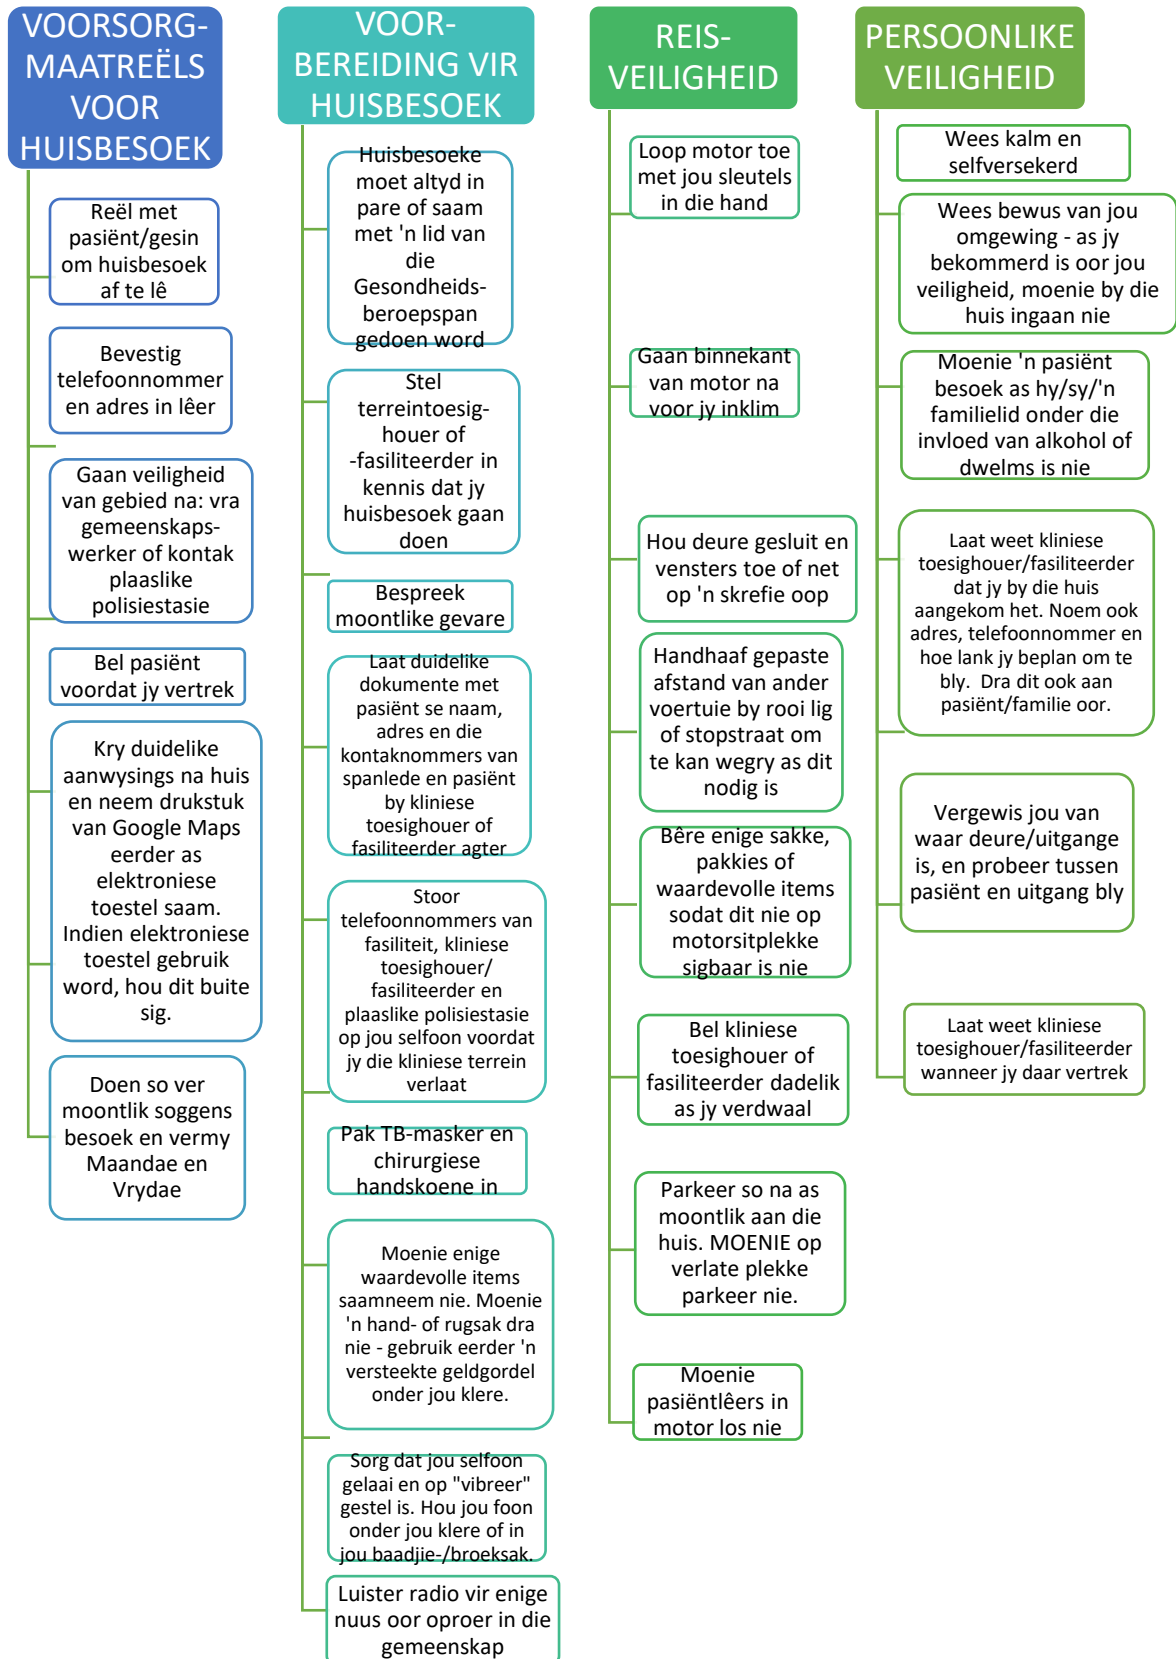 VOORSORG-
MAATREËLS
VOOR
HUISBESOEK
Reël met
pasiënt/gesin
om huisbesoek
af te lê
Bevestig
telefoonnommer
en adres in lêer
Gaan veiligheid
van gebied na: vra
gemeenskaps-
werker of kontak
plaaslike
polisiestasie
Bel pasiënt
voordat jy vertrek
Kry duidelike
aanwysings na huis
en neem drukstuk
van Google Maps
eerder as
elektroniese
toestel saam.
Indien elektroniese
toestel gebruik
word, hou dit buite
sig.
Doen so ver
moontlik soggens
besoek en vermy
Maandae en
Vrydae
VOOR-
BEREIDING VIR
HUISBESOEK
Huisbesoeke
moet altyd in
pare of saam
met 'n lid van
die
Gesondheids-
beroepspan
gedoen word
Stel
terreintoesig-
houer of
-fasiliteerder in
kennis dat jy
huisbesoek gaan
doen
Bespreek
moontlike gevare
Laat duidelike
dokumente met
pasiënt se naam,
adres en die
kontaknommers van
spanlede en pasiënt
by kliniese
toesighouer of
fasiliteerder agter
Stoor
telefoonnommers van
fasiliteit, kliniese
toesighouer/
fasiliteerder en
plaaslike polisiestasie
op jou selfoon voordat
jy die kliniese terrein
verlaat
Pak TB-masker en
chirurgiese
handskoene in
Moenie enige
waardevolle items
saamneem nie. Moenie
'n hand- of rugsak dra
nie - gebruik eerder 'n
versteekte geldgordel
onder jou klere.
Sorg dat jou selfoon
gelaai en op "vibreer"
gestel is. Hou jou foon
onder jou klere of in
jou baadjie-/broeksak.
Luister radio vir enige
nuus oor oproer in die
gemeenskap
REIS-
VEILIGHEID
Loop motor toe
met jou sleutels
in die hand
Gaan binnekant
van motor na
voor jy inklim
Hou deure gesluit en
vensters toe of net
op 'n skrefie oop
Handhaaf gepaste
afstand van ander
voertuie by rooi lig
of stopstraat om
te kan wegry as dit
nodig is
Bêre enige sakke,
pakkies of
waardevolle items
sodat dit nie op
motorsitplekke
sigbaar is nie
Bel kliniese
toesighouer of
fasiliteerder dadelik
as jy verdwaal
Parkeer so na as
moontlik aan die
huis. MOENIE op
verlate plekke
parkeer nie.
Moenie
pasiëntlêers in
motor los nie
PERSOONLIKE
VEILIGHEID
Wees kalm en
selfversekerd
Wees bewus van jou
omgewing - as jy
bekommerd is oor jou
veiligheid, moenie by die
huis ingaan nie
Moenie 'n pasiënt
besoek as hy/sy/'n
familielid onder die
invloed van alkohol of
dwelms is nie
Laat weet kliniese
toesighouer/fasiliteerder
dat jy by die huis
aangekom het. Noem ook
adres, telefoonnommer en
hoe lank jy beplan om te
bly.  Dra dit ook aan
pasiënt/familie oor.
Vergewis jou van
waar deure/uitgange
is, en probeer tussen
pasiënt en uitgang bly
Laat weet kliniese
toesighouer/fasiliteerder
wanneer jy daar vertrek